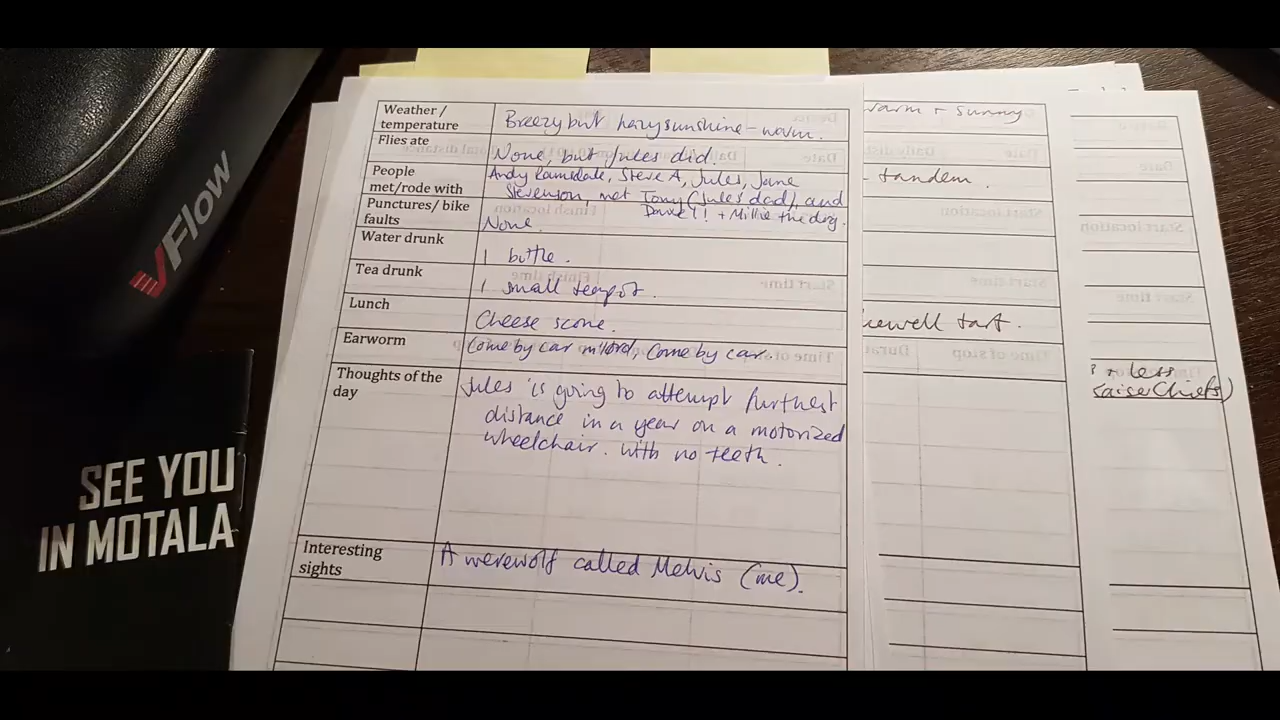 Weather /
temperature
Breezy but hazy sunshine – warm.
Flies ate
None, but Jules did.
People
met/rode with
Andy Ramsdale, Steve A, Jules, Jane
Stevenson, met Tony (Jules dad), and
Dave T! + Millie the dog.
Punctures/ bike
faults
None.
Water drunk
1 bottle.
Tea drunk
1 small teapot.
Lunch
Cheese scone.
Earworm
Come by car milord, Come by car.
Thoughts of the
day
Jules is going to attempt furthest
distance in a year on a motorized
wheelchair. With no teeth.
Interesting
sights
A werewolf called Melvis (me).
warm + sunny
- tandem.
tart.
+ less
Kaiser Chiefs)
VFlow
SEE YOU
IN MOTALA